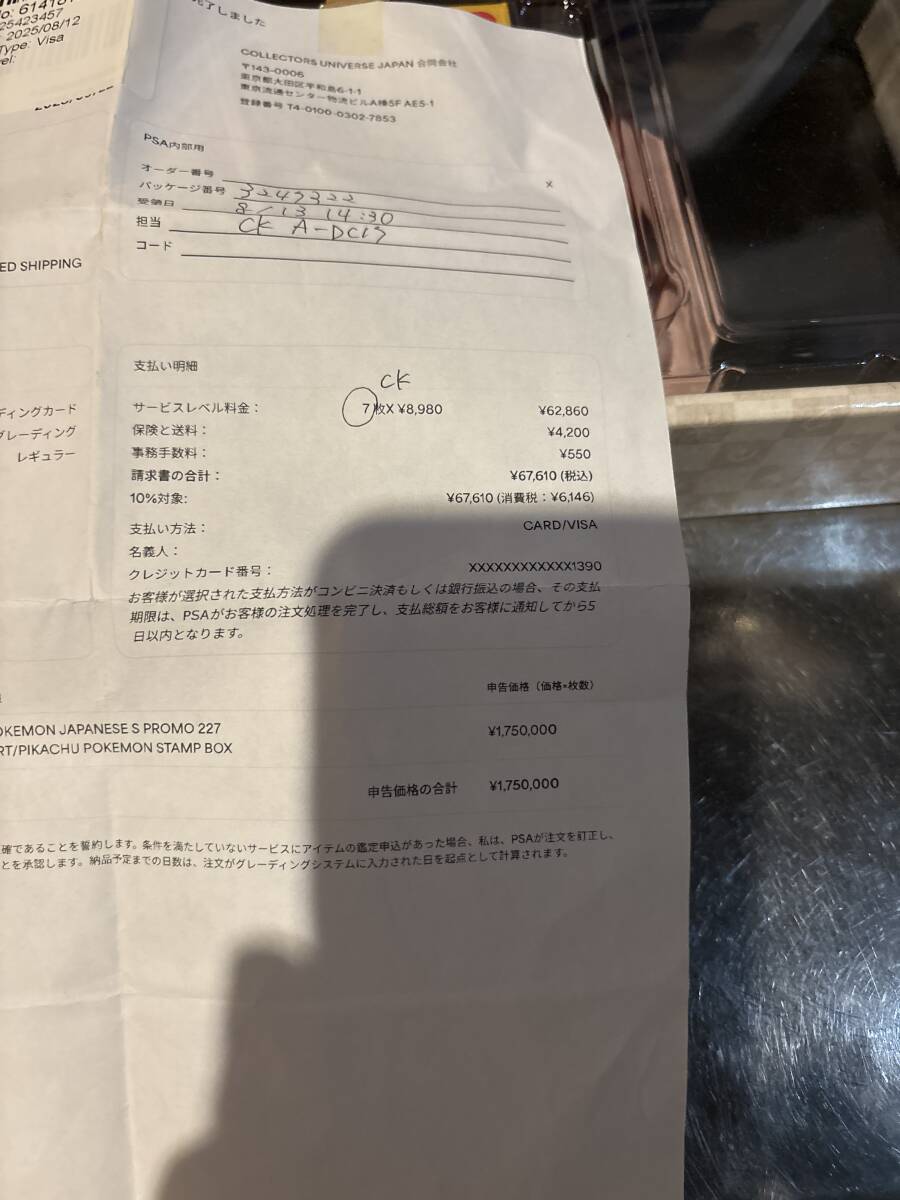 25423457
2025/08/12
Type: Visa
完了しました
COLLECTORS UNIVERSE JAPAN 合同会社
〒143-0006
東京都大田区平和島6-1-1
東京流通センター物流ビルA棟5F AE5-1
登録番号 T4-0100-0302-7853
PSA内部用
オーダー番号
x
パッケージ番号 3249322
受領日 8/13 14:30
担当 CK A-DC17
コード
ED SHIPPING
支払い明細
CK
ディングカード
サービスレベル料金： 7枚X ¥8,980 ¥62,860
グレーディング
保険と送料： ¥4,200
レギュラー
事務手数料： ¥550
請求書の合計： ¥67,610 (税込)
10%対象: ¥67,610 (消費税：¥6,146)
支払い方法： CARD/VISA
名義人：
クレジットカード番号： XXXXXXXXXXXX1390
お客様が選択された支払方法がコンビニ決済もしくは銀行振込の場合、その支払
期限は、PSAがお客様の注文処理を完了し、支払総額をお客様に通知してから5
日以内となります。
申告価格（価格×枚数）
OKEMON JAPANESE S PROMO 227
RT/PIKACHU POKEMON STAMP BOX
¥1,750,000
申告価格の合計 ¥1,750,000
確であることを誓約します。条件を満たしていないサービスにアイテムの鑑定申込があった場合、私は、PSAが注文を訂正し、
とを承認します。納品予定までの日数は、注文がグレーディングシステムに入力された日を起点として計算されます。